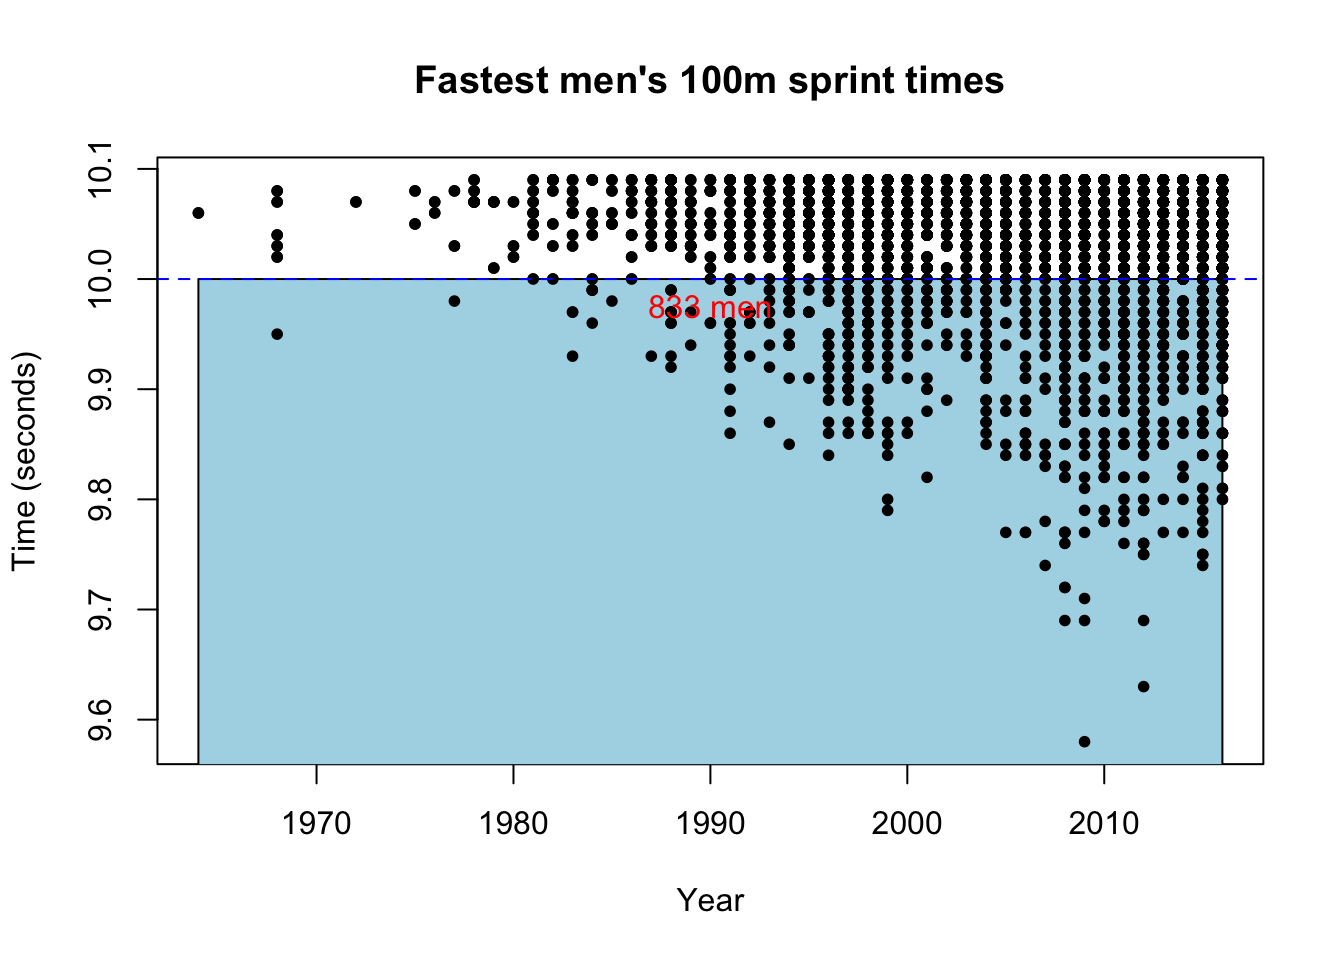 Fastest men's 100m sprint times
10.1
10.0
9.9
9.8
9.7
9.6
Time (seconds)
833 men
1970 1980 1990 2000 2010
Year